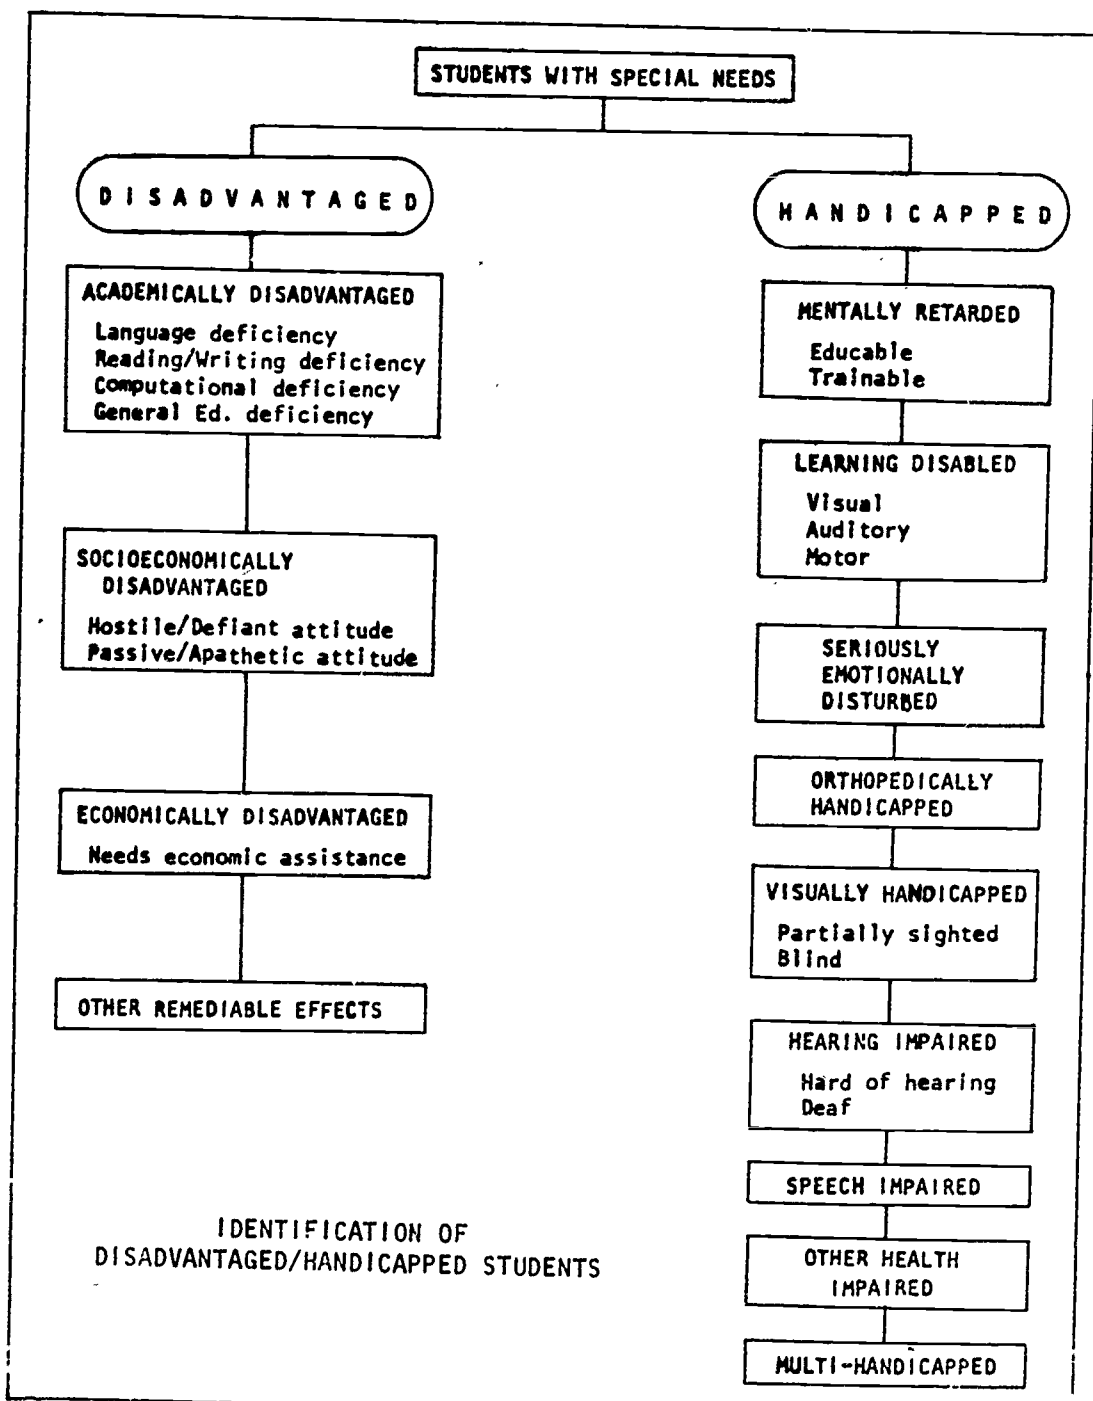 STUDENTS WITH SPECIAL NEEDS
DISADVANTAGED
ACADEMICALLY DISADVANTAGED
Language deficiency
Reading/Writing deficiency
Computational deficiency
General Ed. deficiency
SOCIOECONOMICALLY
DISADVANTAGED
Hostile/Defiant attitude
Passive/Apathetic attitude
ECONOMICALLY DISADVANTAGED
Needs economic assistance
OTHER REMEDIABLE EFFECTS
HANDICAPPED
MENTALLY RETARDED
Educable
Trainable
LEARNING DISABLED
Visual
Auditory
Motor
SERIOUSLY
EMOTIONALLY
DISTURBED
ORTHOPEDICALLY
HANDICAPPED
VISUALLY HANDICAPPED
Partially sighted
Blind
HEARING IMPAIRED
Hard of hearing
Deaf
SPEECH IMPAIRED
OTHER HEALTH
IMPAIRED
MULTI-HANDICAPPED
IDENTIFICATION OF
DISADVANTAGED/HANDICAPPED STUDENTS